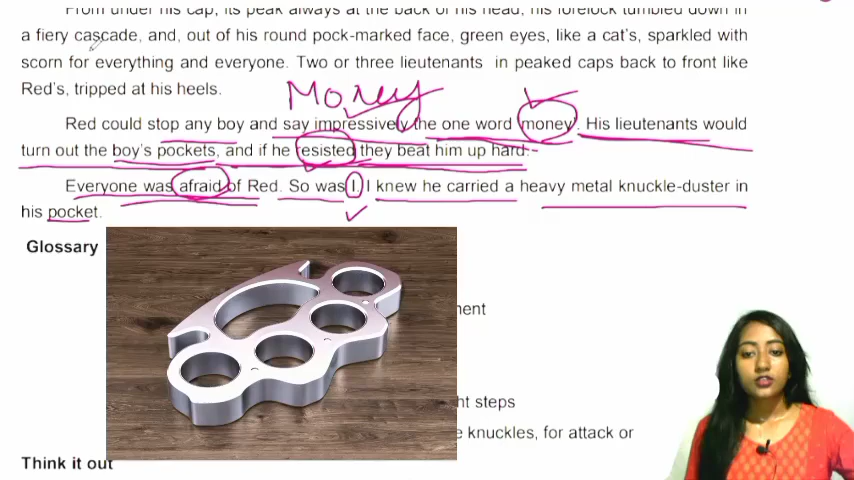 From under his cap, its peak always at the back of his head, his forelock tumbled down in
a fiery cascade, and, out of his round pock-marked face, green eyes, like a cat's, sparkled with
scorn for everything and everyone. Two or three lieutenants in peaked caps back to front like
Red's, tripped at his heels.
Money
Red could stop any boy and say impressively the one word money. His lieutenants would
turn out the boy's pockets, and if he resisted they beat him up hard.
Everyone was afraid of Red. So was I. I knew he carried a heavy metal knuckle-duster in
his pocket.
Glossary
ment
ht steps
e knuckles, for attack or
Think it out